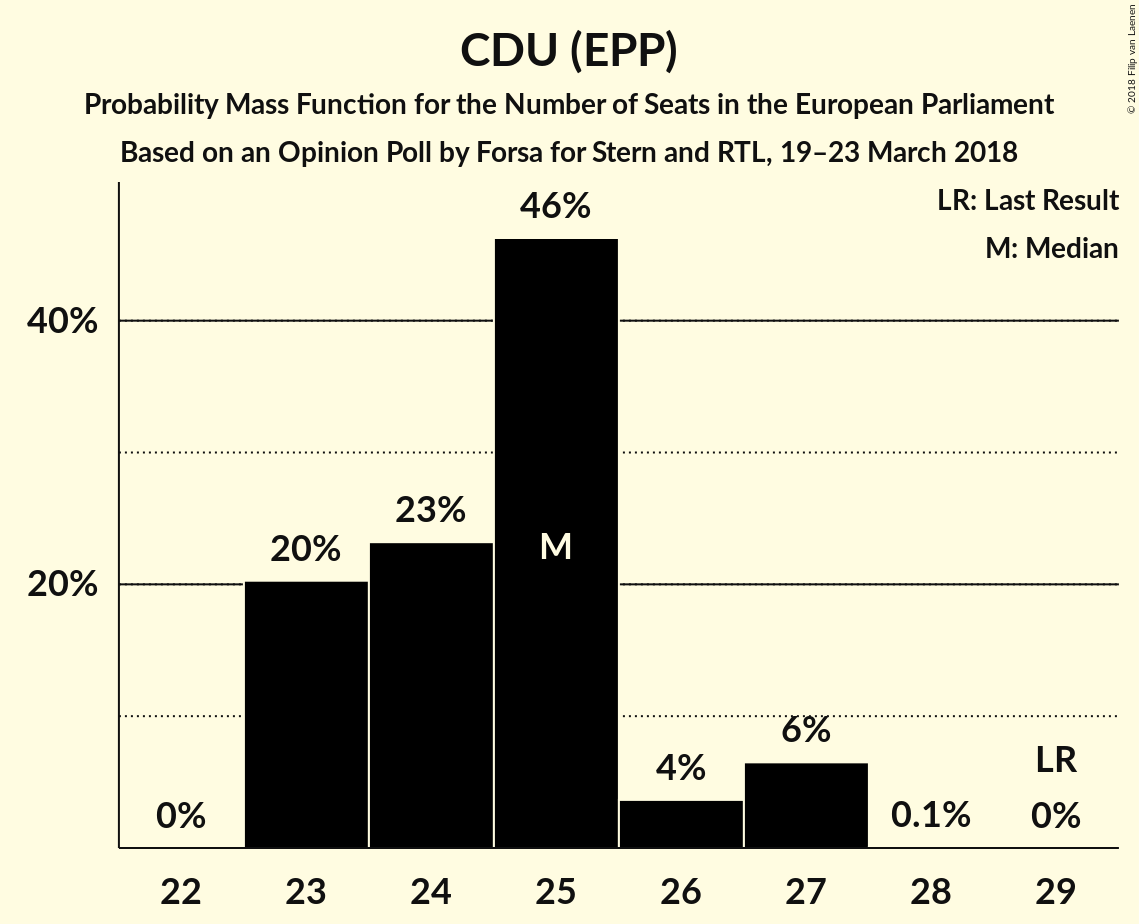 CDU (EPP)
Probability Mass Function for the Number of Seats in the European Parliament
Based on an Opinion Poll by Forsa for Stern and RTL, 19–23 March 2018
© 2018 Filip van Laenen
LR: Last Result
M: Median
46%
40%
23%
20%
M
20%
6%
4%
LR
0%
0.1%
0%
22 23 24 25 26 27 28 29